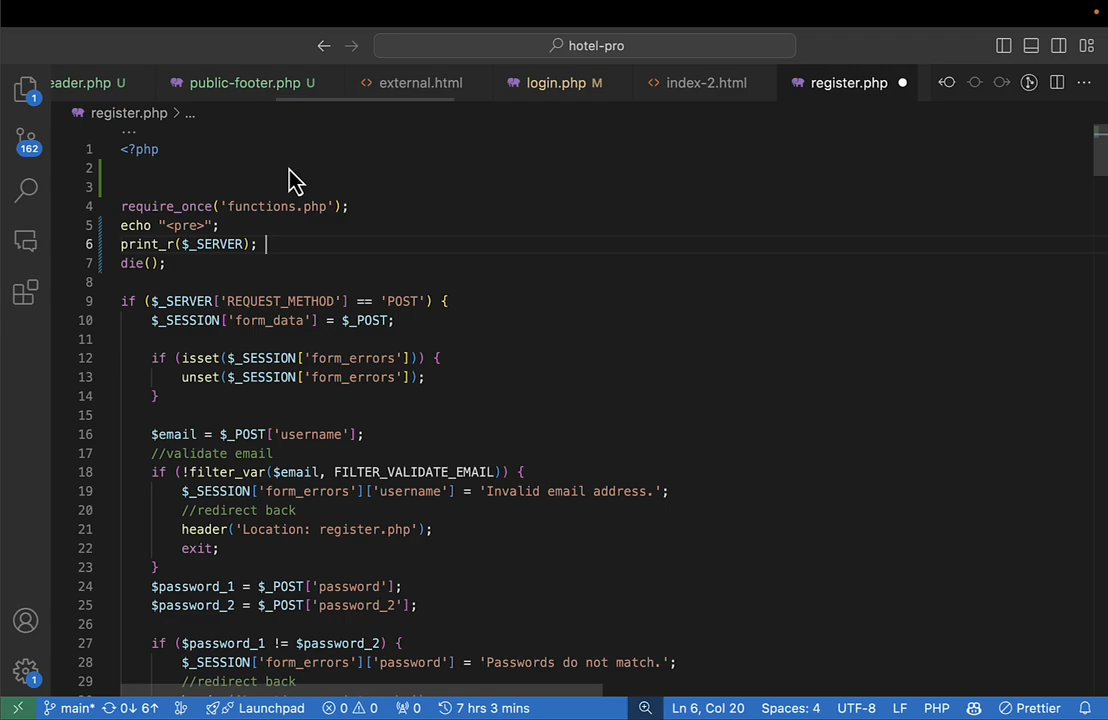 hotel-pro
eader.php U
public-footer.php U
external.html
login.php M
index-2.html
register.php
1
register.php > ...
162
...
1 <?php
2
3
4 require_once('functions.php');
5 echo "<pre>";
6 print_r($_SERVER);
7 die();
8
9 if ($_SERVER['REQUEST_METHOD'] == 'POST') {
10 $_SESSION['form_data'] = $_POST;
11
12 if (isset($_SESSION['form_errors'])) {
13 unset($_SESSION['form_errors']);
14 }
15
16 $email = $_POST['username'];
17 //validate email
18 if (!filter_var($email, FILTER_VALIDATE_EMAIL)) {
19 $_SESSION['form_errors']['username'] = 'Invalid email address.';
20 //redirect back
21 header('Location: register.php');
22 exit;
23 }
24 $password_1 = $_POST['password'];
25 $password_2 = $_POST['password_2'];
26
27 if ($password_1 != $password_2) {
28 $_SESSION['form_errors']['password'] = 'Passwords do not match.';
29 //redirect back
1
main* 0↓ 6↑ Launchpad 0 0 0 7 hrs 3 mins Ln 6, Col 20 Spaces: 4 UTF-8 LF PHP Prettier